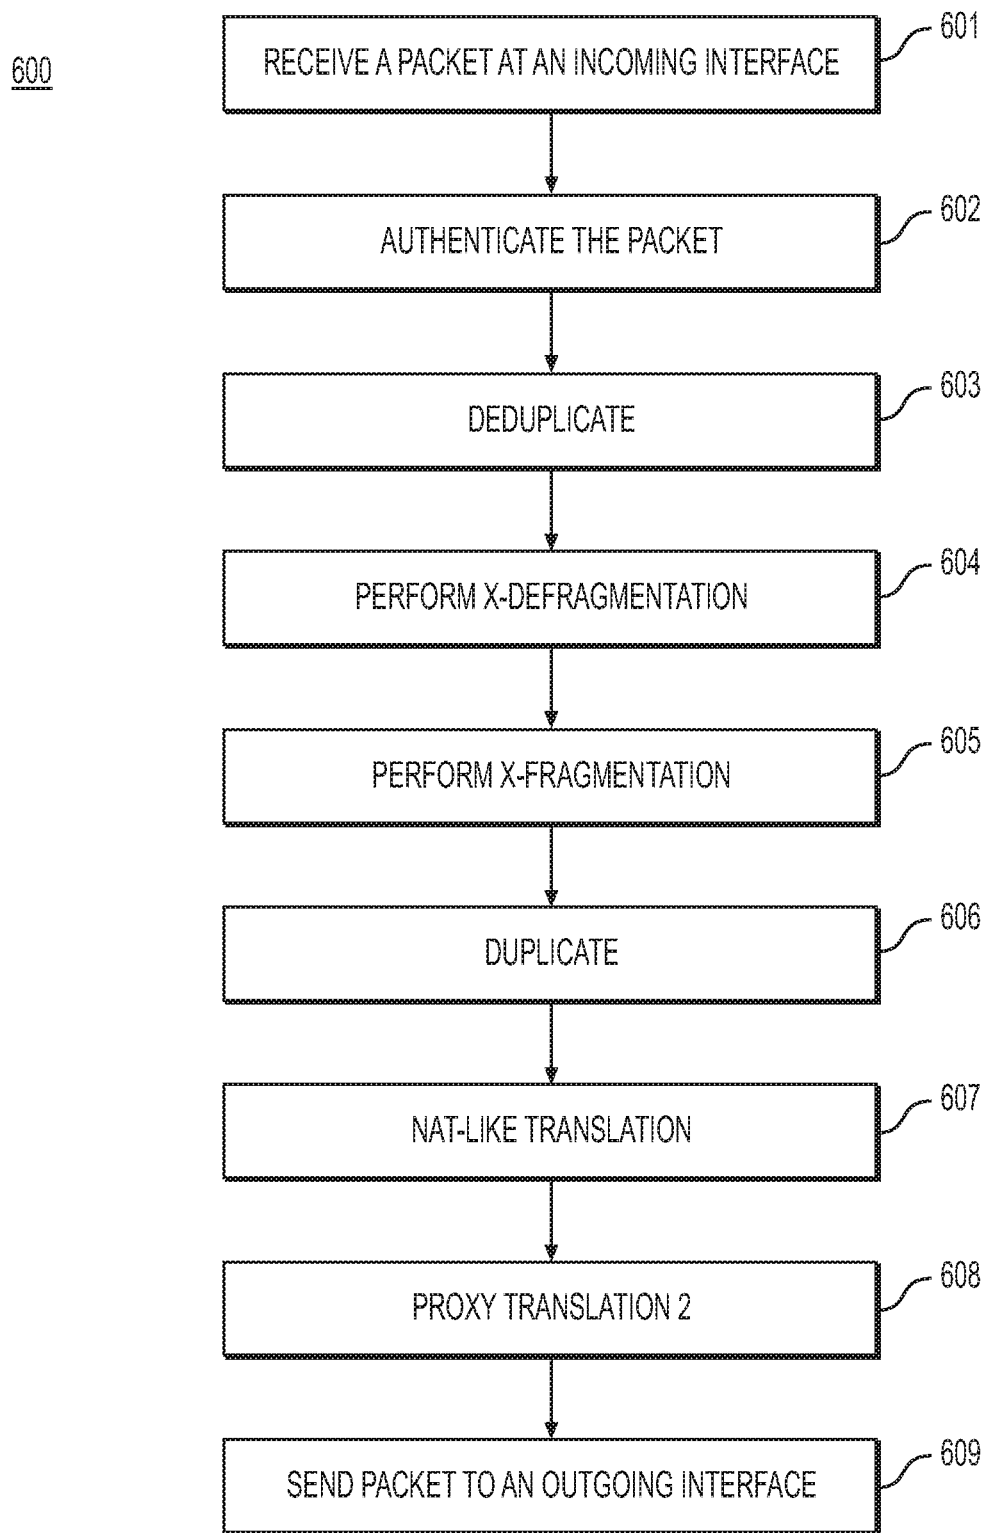 600
RECEIVE A PACKET AT AN INCOMING INTERFACE
601
AUTHENTICATE THE PACKET
602
DEDUPLICATE
603
PERFORM X-DEFRAGMENTATION
604
PERFORM X-FRAGMENTATION
605
DUPLICATE
606
NAT-LIKE TRANSLATION
607
PROXY TRANSLATION 2
608
SEND PACKET TO AN OUTGOING INTERFACE
609